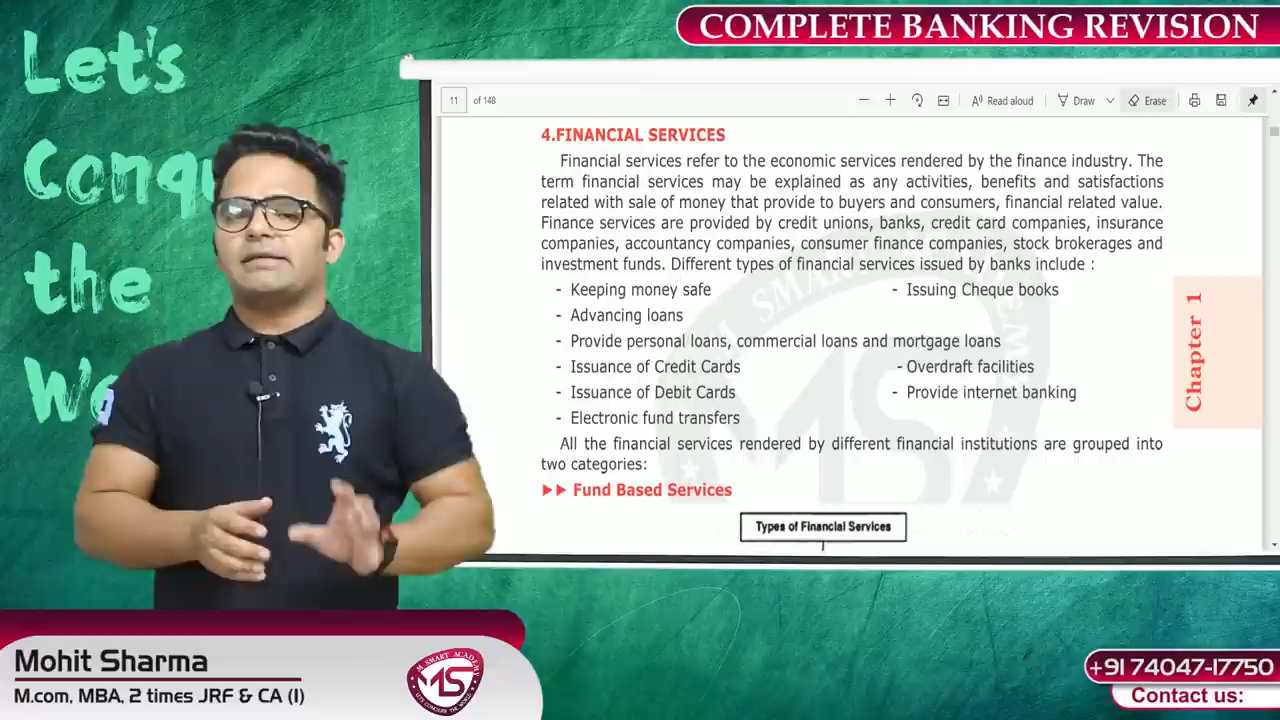 COMPLETE BANKING REVISION
Let's
Conqu
the
Wo
11 of 148
Read aloud
Draw
Erase
4.FINANCIAL SERVICES
Financial services refer to the economic services rendered by the finance industry. The
term financial services may be explained as any activities, benefits and satisfactions
related with sale of money that provide to buyers and consumers, financial related value.
Finance services are provided by credit unions, banks, credit card companies, insurance
companies, accountancy companies, consumer finance companies, stock brokerages and
investment funds. Different types of financial services issued by banks include :
- Keeping money safe
- Issuing Cheque books
- Advancing loans
- Provide personal loans, commercial loans and mortgage loans
- Issuance of Credit Cards
- Overdraft facilities
- Issuance of Debit Cards
- Provide internet banking
- Electronic fund transfers
All the financial services rendered by different financial institutions are grouped into
two categories:
Fund Based Services
Types of Financial Services
Chapter 1
Mohit Sharma
M.com, MBA, 2 times JRF & CA (I)
M SMART ACADEMY
MS
LETS CONQUER THE WORLD
+91 74047-17750
Contact us: